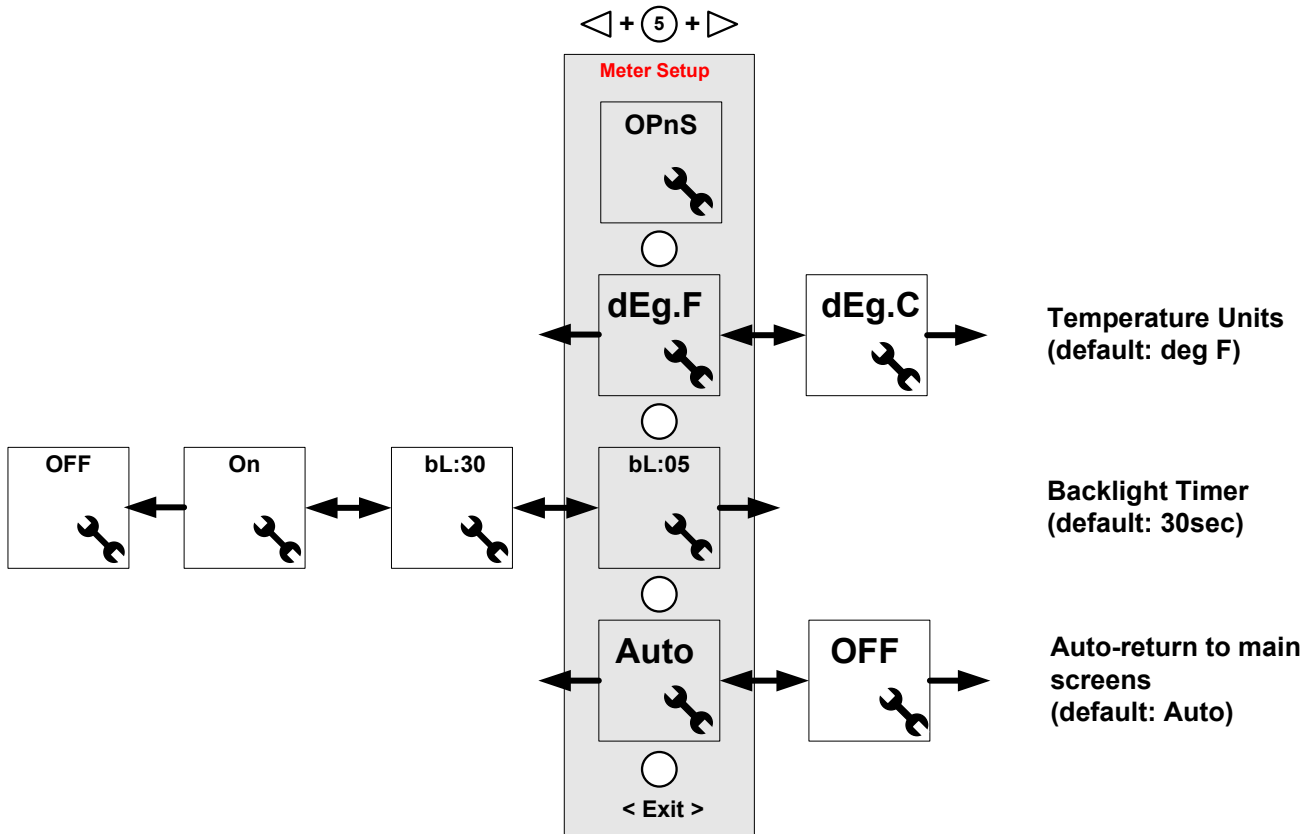 + 5 +
Meter Setup
OPnS
dEg.F
dEg.C
Temperature Units
(default: deg F)
OFF
On
bL:30
bL:05
Backlight Timer
(default: 30sec)
Auto
OFF
Auto-return to main
screens
(default: Auto)
< Exit >